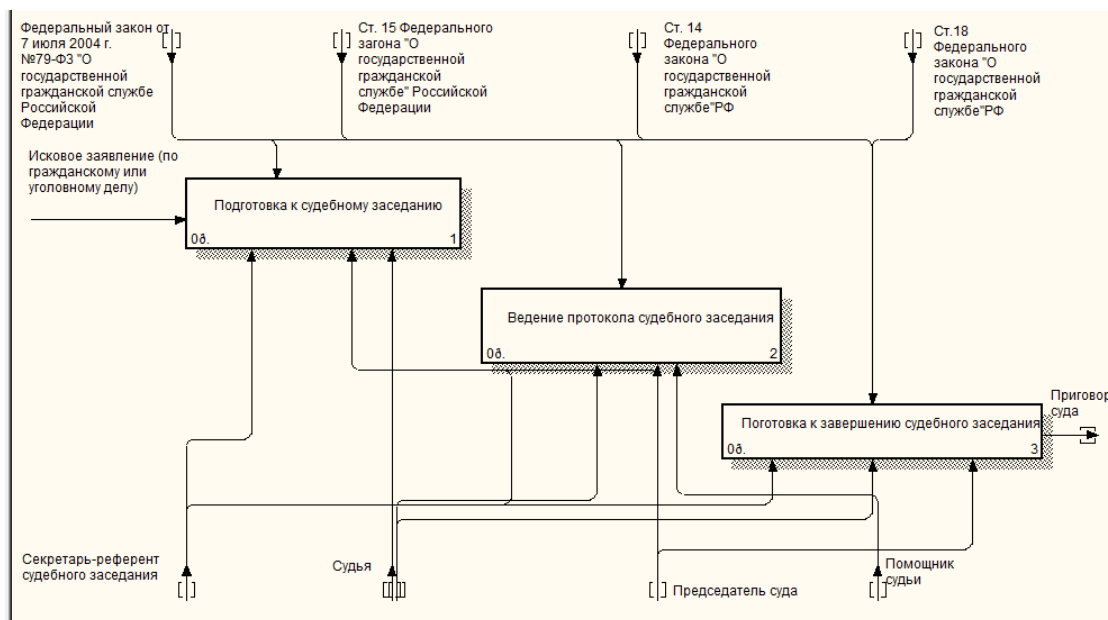 Федеральный закон от
7 июля 2004 г.
№79-ФЗ "О
государственной
гражданской службе
Российской
Федерации
Ст. 15 Федерального
загона "О
государственной
гражданской
службе" Российской
Федерации
Ст. 14
Федерального
закона "О
государственной
гражданской
службе"РФ
Ст.18
Федерального
закона "О
государственной
гражданской
службе"РФ
Исковое заявление (по
гражданскому или
уголовному делу)
Подготовка к судебному заседанию
0ð.
1
Ведение протокола судебного заседания
0ð.
2
Поготовка к завершению судебного заседания
0ð.
3
Приговор
суда
Секретарь-референт
судебного заседания
Судья
Председатель суда
Помощник
судьи